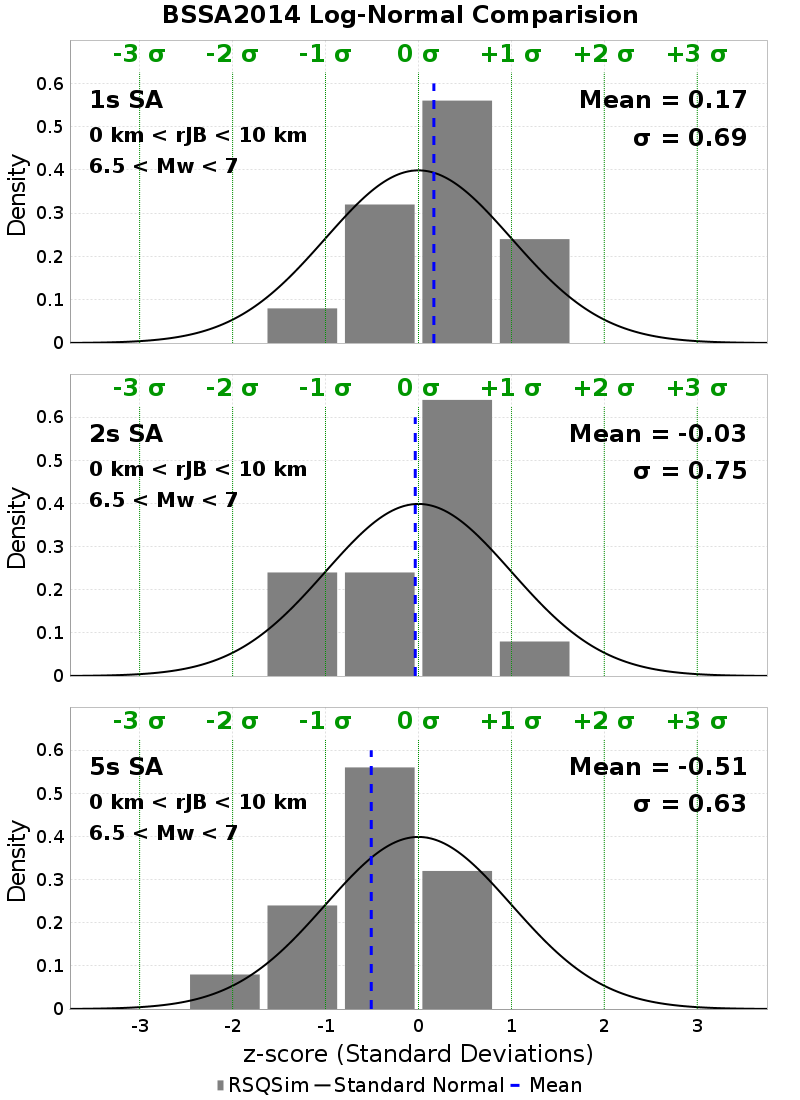 BSSA2014 Log-Normal Comparision
-3 σ -2 σ -1 σ 0 σ +1 σ +2 σ +3 σ
0.6
1s SA Mean = 0.17
0.5
0 km < rJB < 10 km σ = 0.69
6.5 < Mw < 7
0.4
Density
0.3
0.2
0.1
0
-3 σ -2 σ -1 σ 0 σ +1 σ +2 σ +3 σ
0.6
2s SA Mean = -0.03
0.5
0 km < rJB < 10 km σ = 0.75
6.5 < Mw < 7
0.4
Density
0.3
0.2
0.1
0
-3 σ -2 σ -1 σ 0 σ +1 σ +2 σ +3 σ
0.6
5s SA Mean = -0.51
0.5
0 km < rJB < 10 km σ = 0.63
6.5 < Mw < 7
0.4
Density
0.3
0.2
0.1
0
-3 -2 -1 0 1 2 3
z-score (Standard Deviations)
RSQSim Standard Normal Mean